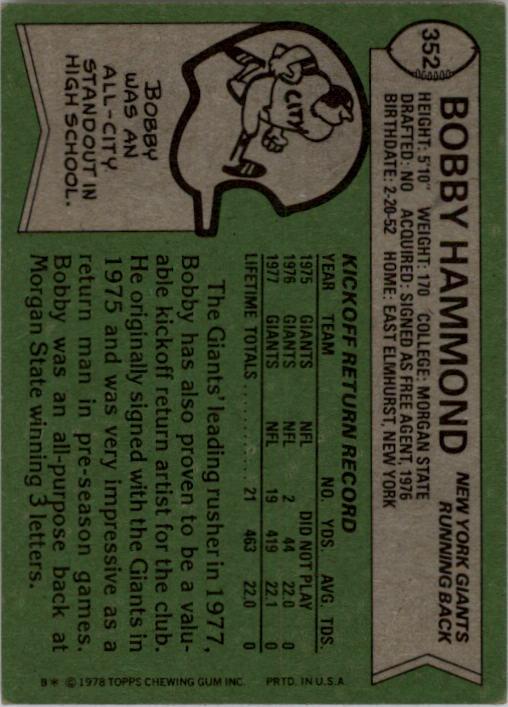 352
BOBBY HAMMOND
NEW YORK GIANTS
RUNNING BACK
HEIGHT: 5'10" WEIGHT: 170 COLLEGE: MORGAN STATE
DRAFTED: NO ACQUIRED: SIGNED AS FREE AGENT, 1976
BIRTHDATE: 2-20-52 HOME: EAST ELMHURST, NEW YORK
KICKOFF RETURN RECORD
YEAR TEAM NO. YDS. AVG. TDS.
1975 GIANTS NFL DID NOT PLAY
1976 GIANTS NFL 2 44 22.0 0
1977 GIANTS NFL 19 419 22.1 0
LIFETIME TOTALS . . . . . . . 21 463 22.0 0
The Giants' leading rusher in 1977,
Bobby has also proven to be a valu-
able kickoff return artist for the club.
He originally signed with the Giants in
1975 and was very impressive as a
return man in pre-season games.
Bobby was an all-purpose back at
Morgan State winning 3 letters.
CITY
BOBBY
WAS AN
ALL-CITY
STANDOUT IN
HIGH SCHOOL.
B* © 1978 TOPPS CHEWING GUM INC. PRTD. IN U.S.A.